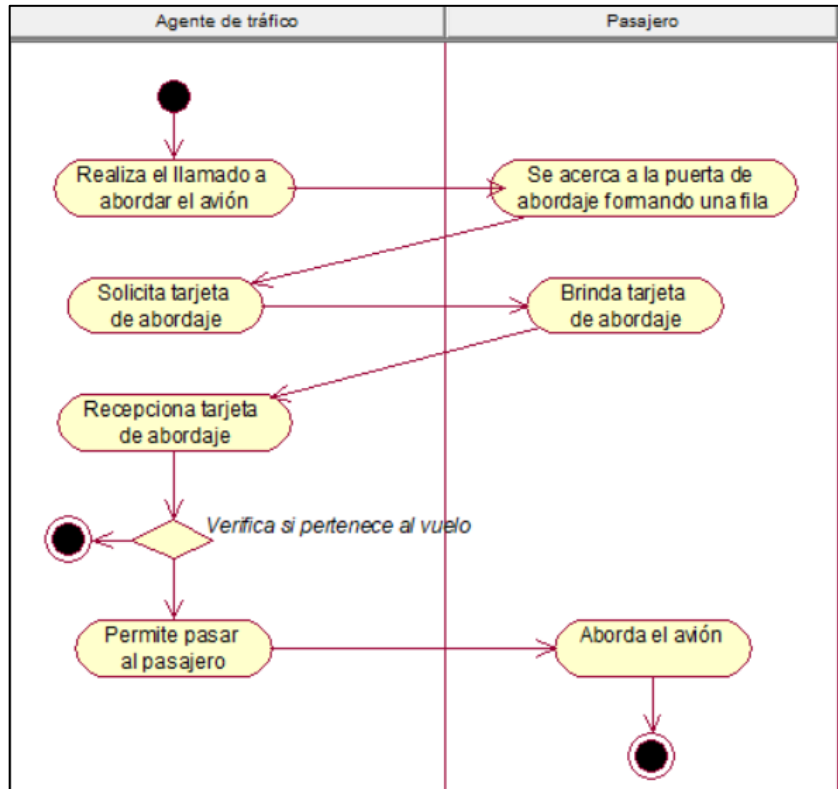 Agente de tráfico
Pasajero
Realiza el llamado a
abordar el avión
Se acerca a la puerta de
abordaje formando una fila
Solicita tarjeta
de abordaje
Brinda tarjeta
de abordaje
Recepciona tarjeta
de abordaje
Verifica si pertenece al vuelo
Permite pasar
al pasajero
Aborda el avión